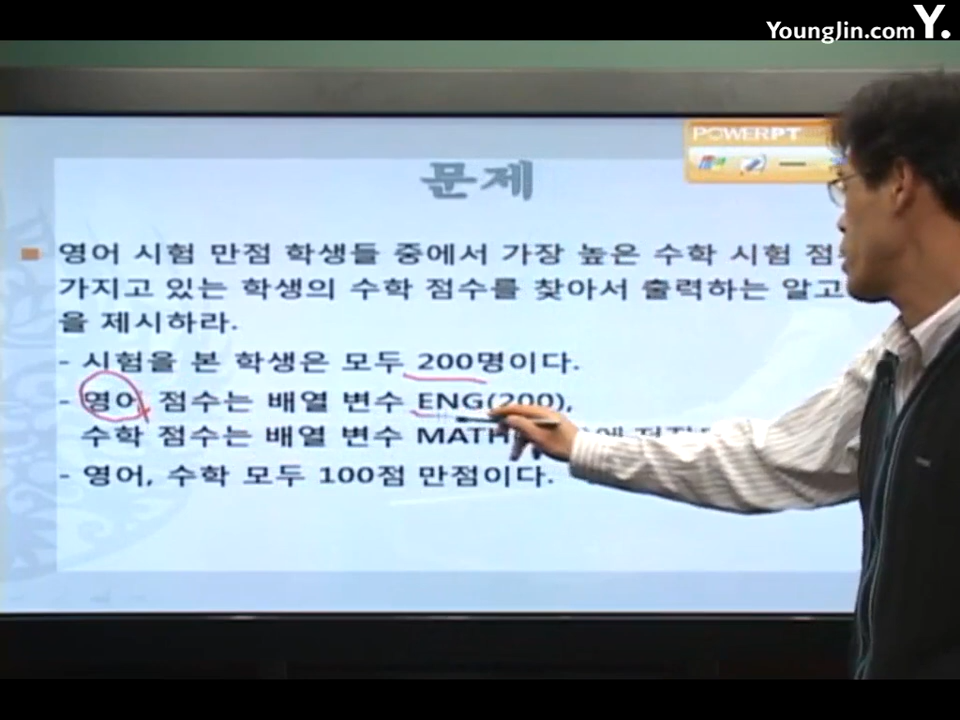 YoungJin.com Y.
POWERPT
문제
영어 시험 만점 학생들 중에서 가장 높은 수학 시험
가지고 있는 학생의 수학 점수를 찾아서 출력하는
을 제시하라.
- 시험을 본 학생은 모두 200명이다.
- 영어 점수는 배열 변수 ENG(200),
수학 점수는 배열 변수 MATH
- 영어, 수학 모두 100점 만점이다.